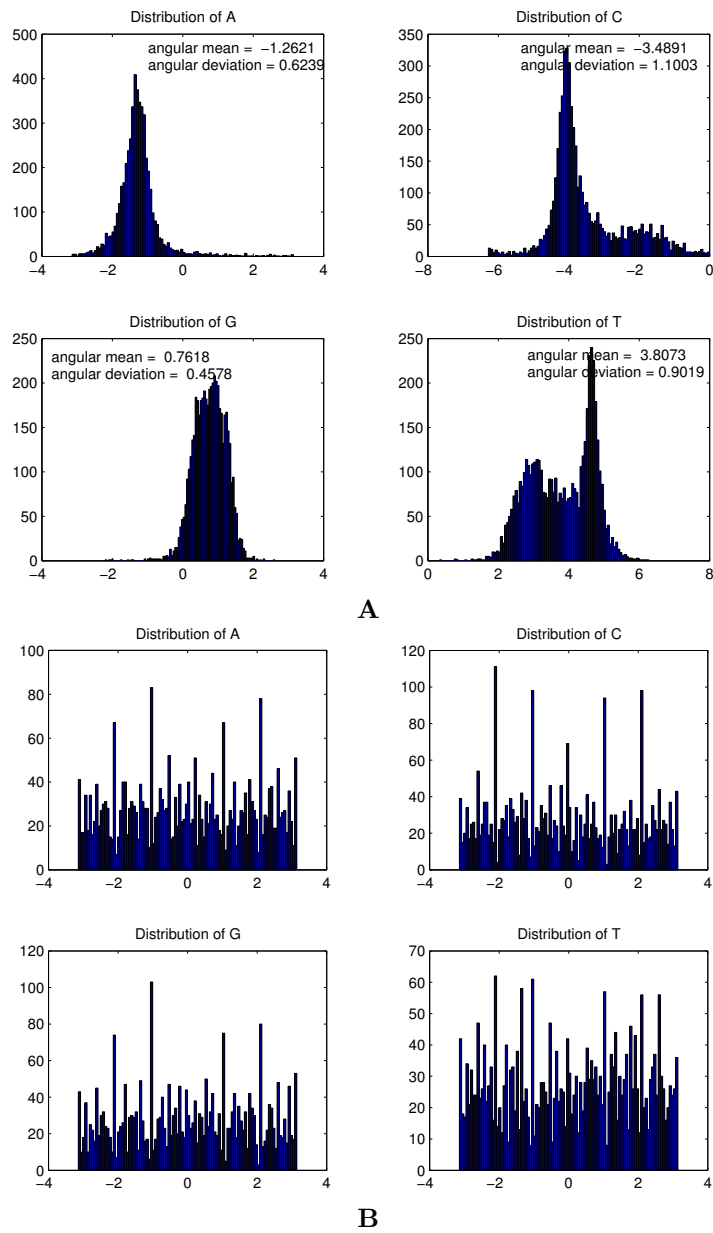 Distribution of A
angular mean = −1.2621
angular deviation = 0.6239
500
400
300
200
100
0
−4 −2 0 2 4
Distribution of C
angular mean = −3.4891
angular deviation = 1.1003
350
300
250
200
150
100
50
0
−8 −6 −4 −2 0
Distribution of G
angular mean = 0.7618
angular deviation = 0.4578
250
200
150
100
50
0
−4 −2 0 2 4
Distribution of T
angular mean = 3.8073
angular deviation = 0.9019
250
200
150
100
50
0
0 2 4 6 8
A
Distribution of A
100
80
60
40
20
0
−4 −2 0 2 4
Distribution of C
120
100
80
60
40
20
0
−4 −2 0 2 4
Distribution of G
120
100
80
60
40
20
0
−4 −2 0 2 4
Distribution of T
70
60
50
40
30
20
10
0
−4 −2 0 2 4
B